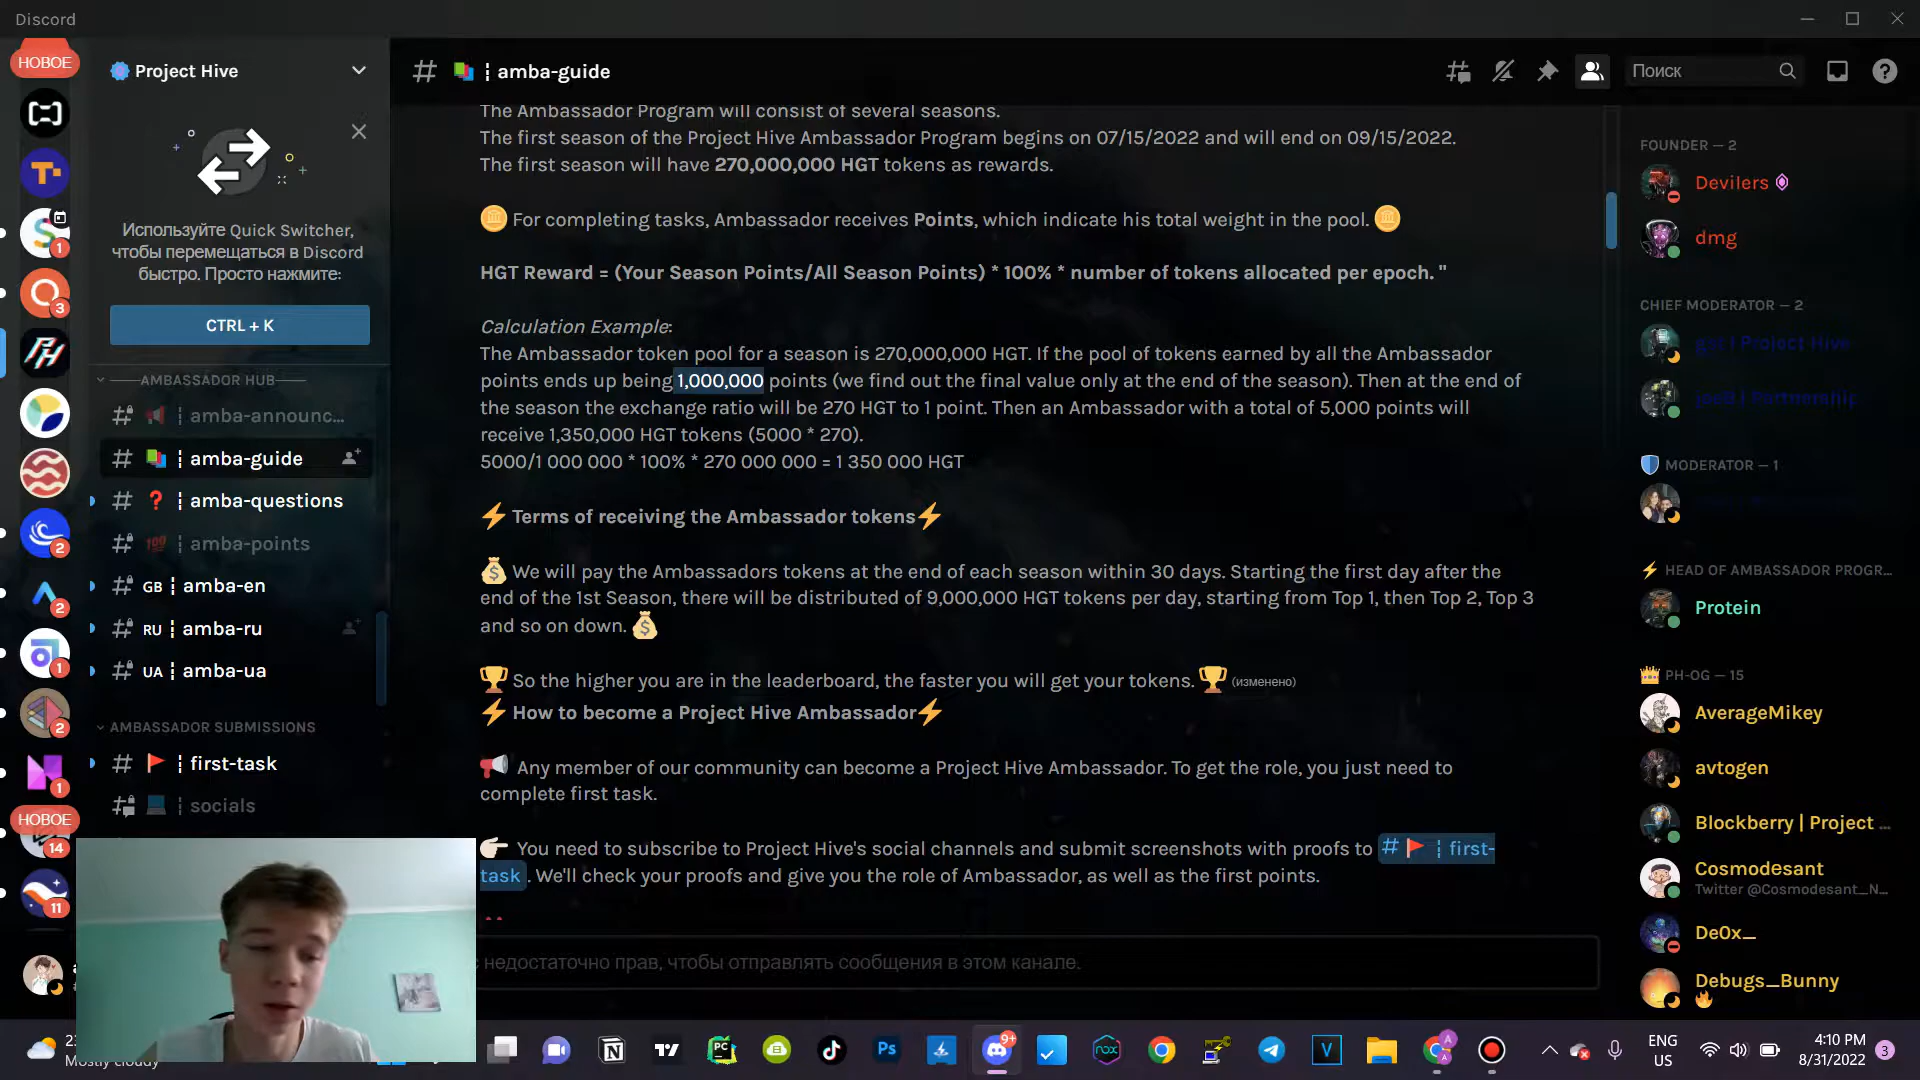 Discord
НОВОЕ
Project Hive
Используйте Quick Switcher,
чтобы перемещаться в Discord
быстро. Просто нажмите:
CTRL + K
AMBASSADOR HUB
¦ amba-announc...
¦ amba-guide
¦ amba-questions
¦ amba-points
GB ¦ amba-en
RU ¦ amba-ru
UA ¦ amba-ua
AMBASSADOR SUBMISSIONS
¦ first-task
¦ socials
1
3
2
2
1
2
1
НОВОЕ
14
11
# ¦ amba-guide
Поиск
The Ambassador Program will consist of several seasons.
The first season of the Project Hive Ambassador Program begins on 07/15/2022 and will end on 09/15/2022.
The first season will have 270,000,000 HGT tokens as rewards.
For completing tasks, Ambassador receives Points, which indicate his total weight in the pool.
HGT Reward = (Your Season Points/All Season Points) * 100% * number of tokens allocated per epoch. "
Calculation Example:
The Ambassador token pool for a season is 270,000,000 HGT. If the pool of tokens earned by all the Ambassador
points ends up being 1,000,000 points (we find out the final value only at the end of the season). Then at the end of
the season the exchange ratio will be 270 HGT to 1 point. Then an Ambassador with a total of 5,000 points will
receive 1,350,000 HGT tokens (5000 * 270).
5000/1 000 000 * 100% * 270 000 000 = 1 350 000 HGT
Terms of receiving the Ambassador tokens
We will pay the Ambassadors tokens at the end of each season within 30 days. Starting the first day after the
end of the 1st Season, there will be distributed of 9,000,000 HGT tokens per day, starting from Top 1, then Top 2, Top 3
and so on down.
So the higher you are in the leaderboard, the faster you will get your tokens. (изменено)
How to become a Project Hive Ambassador
Any member of our community can become a Project Hive Ambassador. To get the role, you just need to
complete first task.
You need to subscribe to Project Hive's social channels and submit screenshots with proofs to # ¦ first-
task . We'll check your proofs and give you the role of Ambassador, as well as the first points.
недостаточно прав, чтобы отправлять сообщения в этом канале.
FOUNDER — 2
Devilers
dmg
CHIEF MODERATOR — 2
MODERATOR — 1
HEAD OF AMBASSADOR PROGR...
Protein
PH-OG — 15
AverageMikey
avtogen
Blockberry | Project ...
Cosmodesant
Twitter @Cosmodesant_N...
De0x_
Debugs_Bunny
Mostly cloudy
PC
Ps
9+
nox
V
ENG
US
4:10 PM
8/31/2022
3